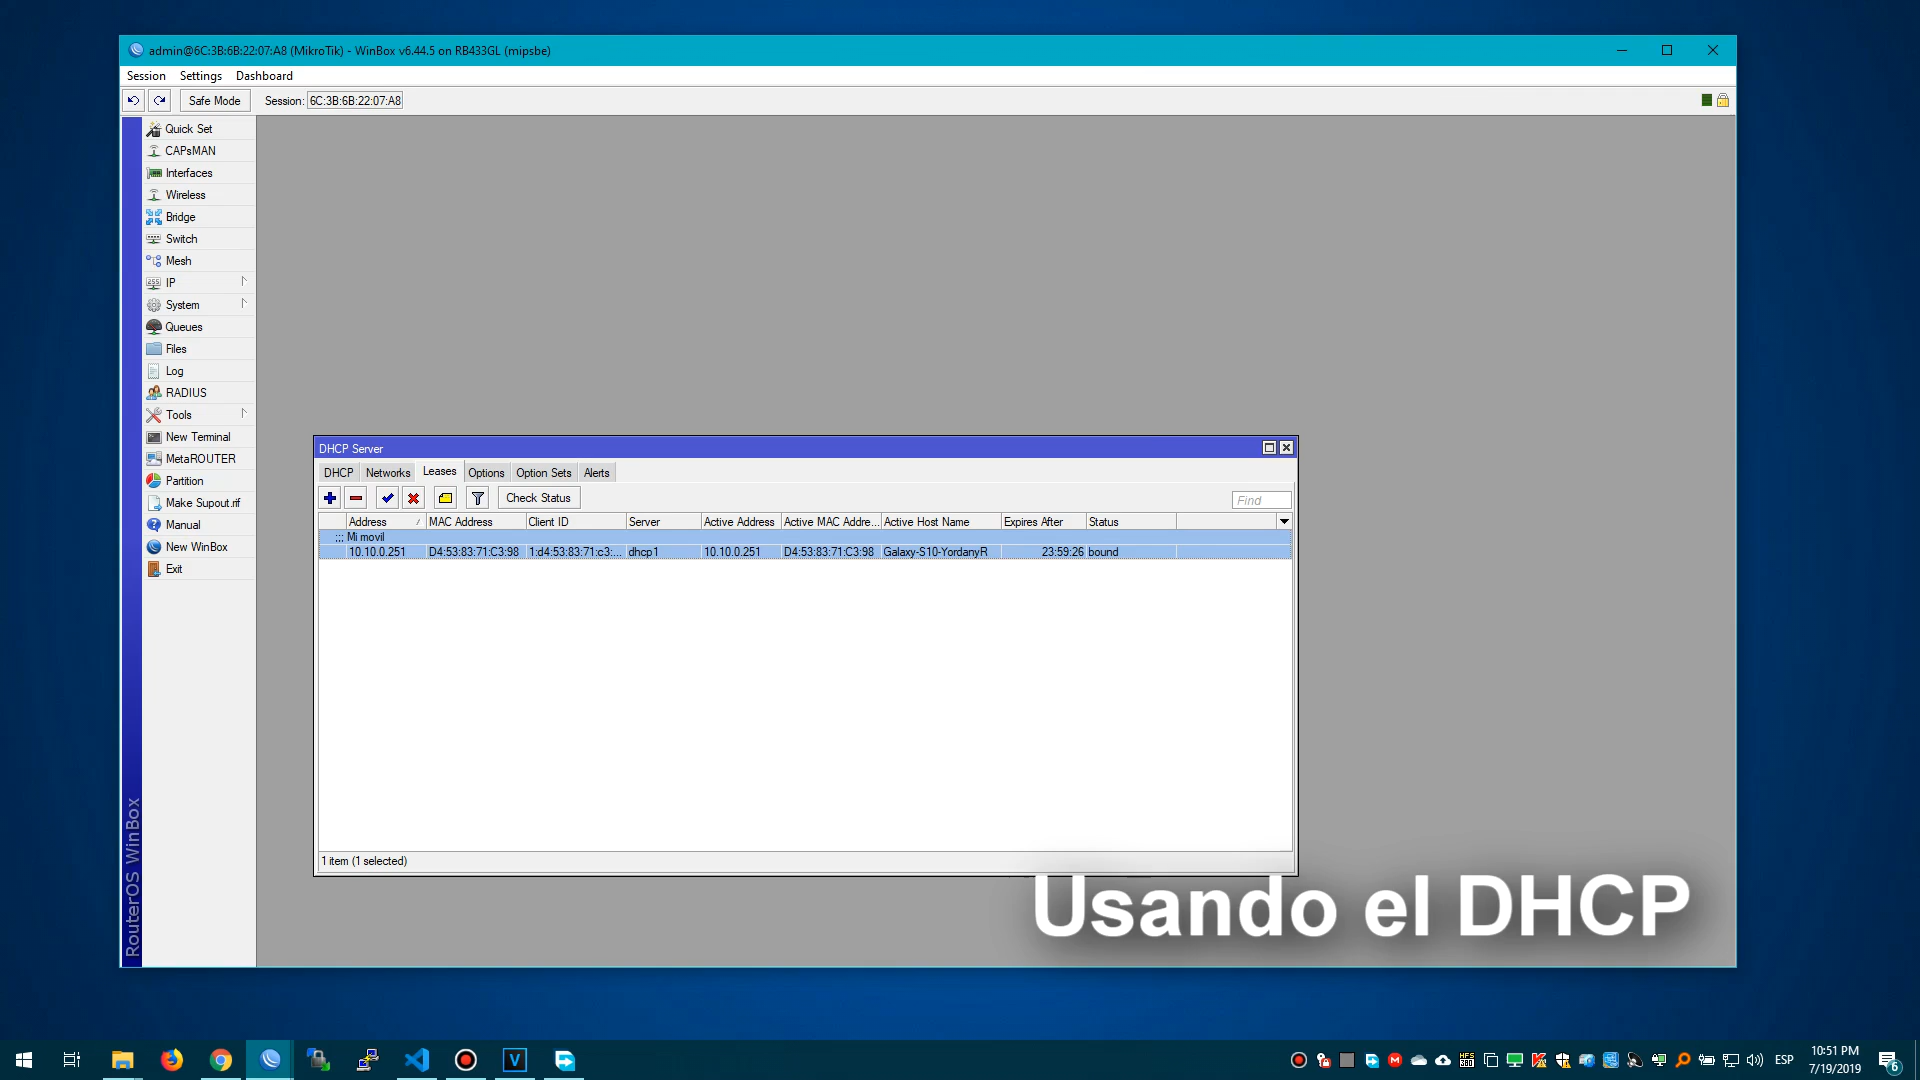 admin@6C:3B:6B:22:07:A8 (MikroTik) - WinBox v6.44.5 on RB433GL (mipsbe)
Session Settings Dashboard
Safe Mode Session: 6C:3B:6B:22:07:A8
Quick Set
CAPsMAN
Interfaces
Wireless
Bridge
Switch
Mesh
IP
System
Queues
Files
Log
RADIUS
Tools
New Terminal
MetaROUTER
Partition
Make Supout.rif
Manual
New WinBox
Exit
RouterOS WinBox
DHCP Server
DHCP Networks Leases Options Option Sets Alerts
Check Status Find
Address / MAC Address Client ID Server Active Address Active MAC Addre... Active Host Name Expires After Status
;;; Mi movil
10.10.0.251 D4:53:83:71:C3:98 1:d4:53:83:71:c3:... dhcp1 10.10.0.251 D4:53:83:71:C3:98 Galaxy-S10-YordanyR 23:59:26 bound
1 item (1 selected)
Usando el DHCP
ESP
10:51 PM
7/19/2019
6